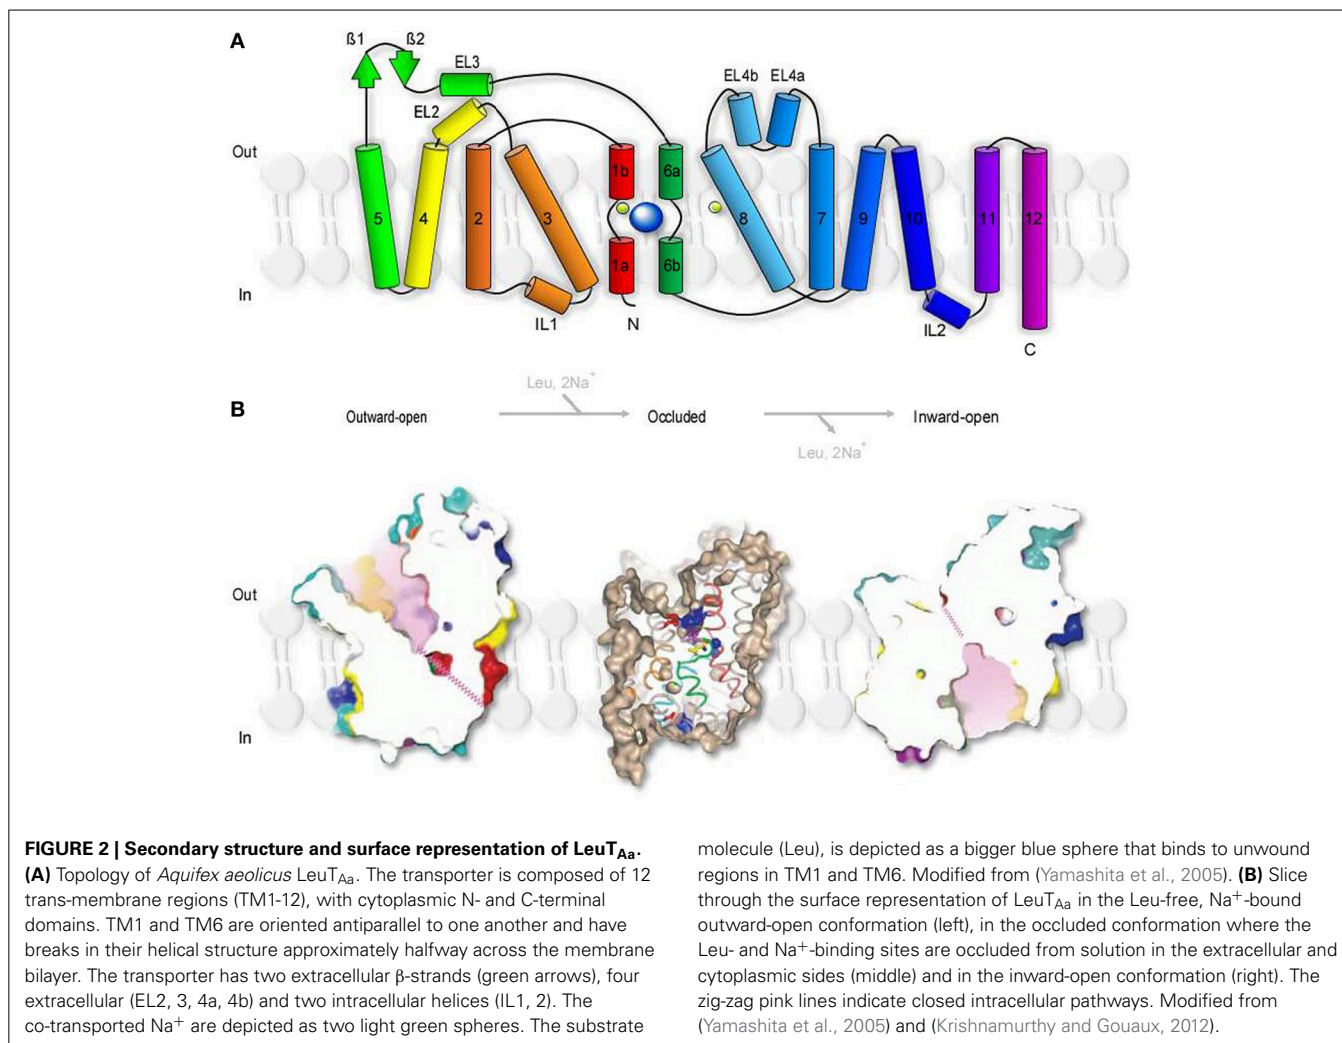 A
ß1
ß2
EL3
EL2
EL4b
EL4a
Out
1b
6a
5
4
2
3
8
7
9
10
11
12
1a
6b
In
IL1
N
IL2
C
B
Leu, 2Na+
Outward-open
Occluded
Inward-open
Leu, 2Na+
Out
In
FIGURE 2 | Secondary structure and surface representation of LeuTAa.
(A) Topology of Aquifex aeolicus LeuTAa. The transporter is composed of 12
trans-membrane regions (TM1-12), with cytoplasmic N- and C-terminal
domains. TM1 and TM6 are oriented antiparallel to one another and have
breaks in their helical structure approximately halfway across the membrane
bilayer. The transporter has two extracellular β-strands (green arrows), four
extracellular (EL2, 3, 4a, 4b) and two intracellular helices (IL1, 2). The
co-transported Na+ are depicted as two light green spheres. The substrate
molecule (Leu), is depicted as a bigger blue sphere that binds to unwound
regions in TM1 and TM6. Modified from (Yamashita et al., 2005). (B) Slice
through the surface representation of LeuTAa in the Leu-free, Na+-bound
outward-open conformation (left), in the occluded conformation where the
Leu- and Na+-binding sites are occluded from solution in the extracellular and
cytoplasmic sides (middle) and in the inward-open conformation (right). The
zig-zag pink lines indicate closed intracellular pathways. Modified from
(Yamashita et al., 2005) and (Krishnamurthy and Gouaux, 2012).